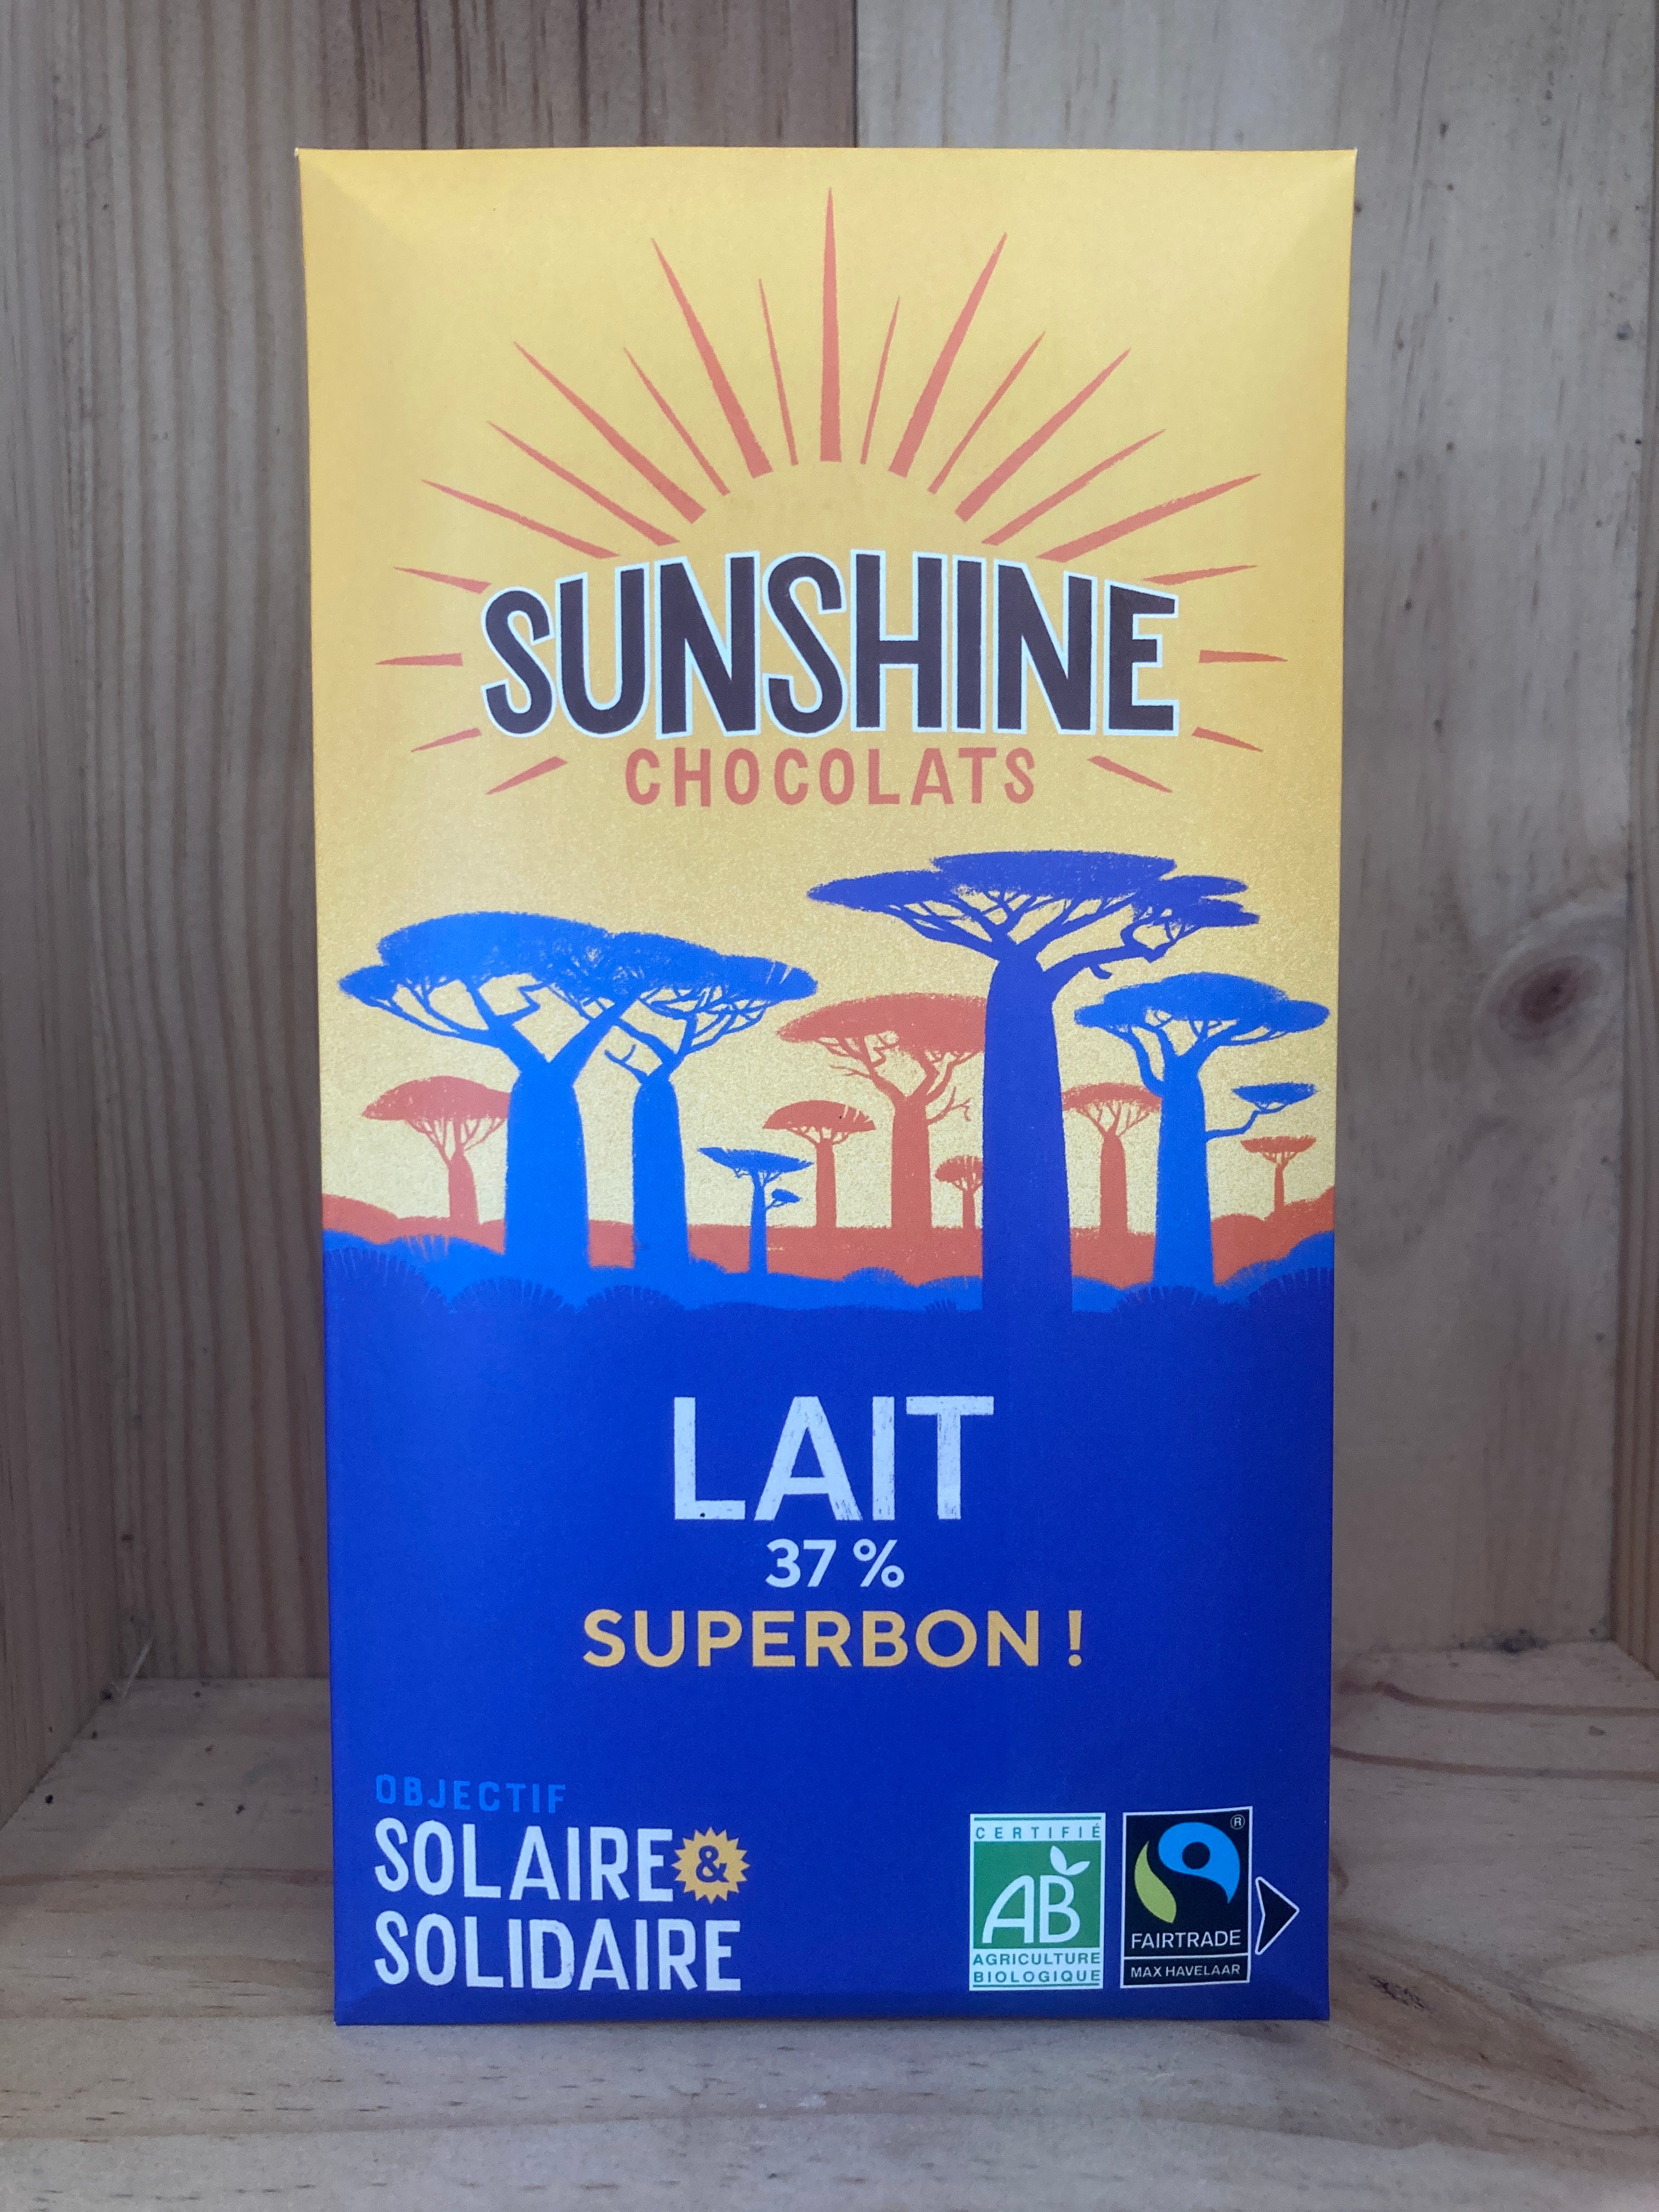 SUNSHINE
CHOCOLATS
LAIT
37 %
SUPERBON !
OBJECTIF
SOLAIRE &
SOLIDAIRE
CERTIFIÉ
AB
AGRICULTURE
BIOLOGIQUE
®
FAIRTRADE
MAX HAVELAAR